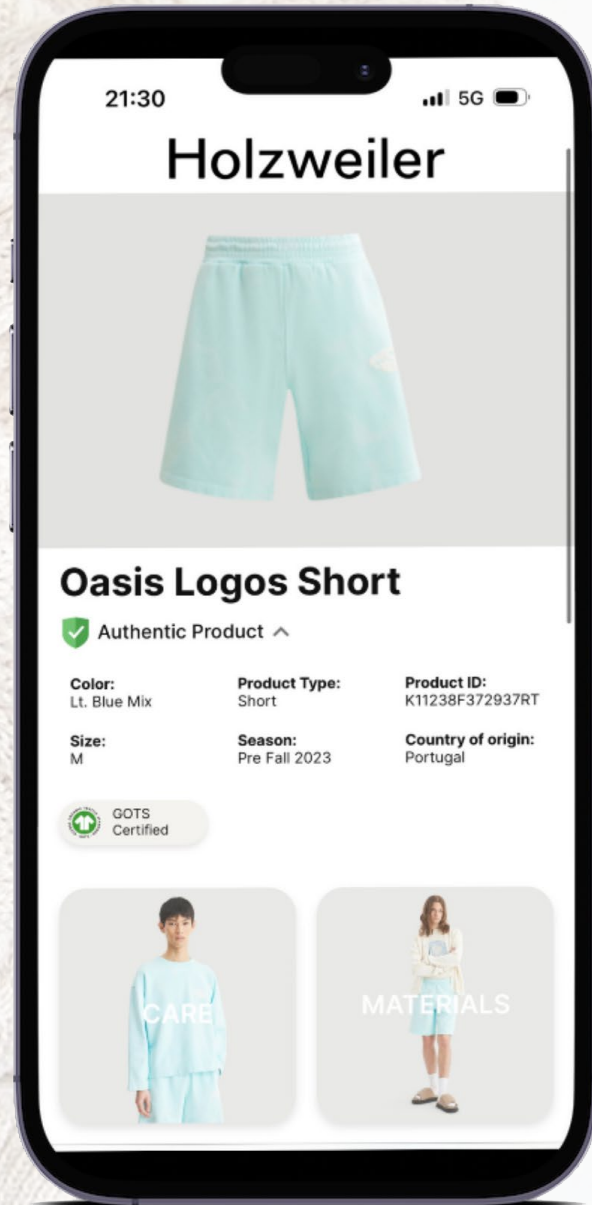 21:30
5G
Holzweiler
Oasis Logos Short
Authentic Product
Color:
Lt. Blue Mix
Product Type:
Short
Product ID:
K11238F372937RT
Size:
M
Season:
Pre Fall 2023
Country of origin:
Portugal
GOTS
Certified
CARE
MATERIALS